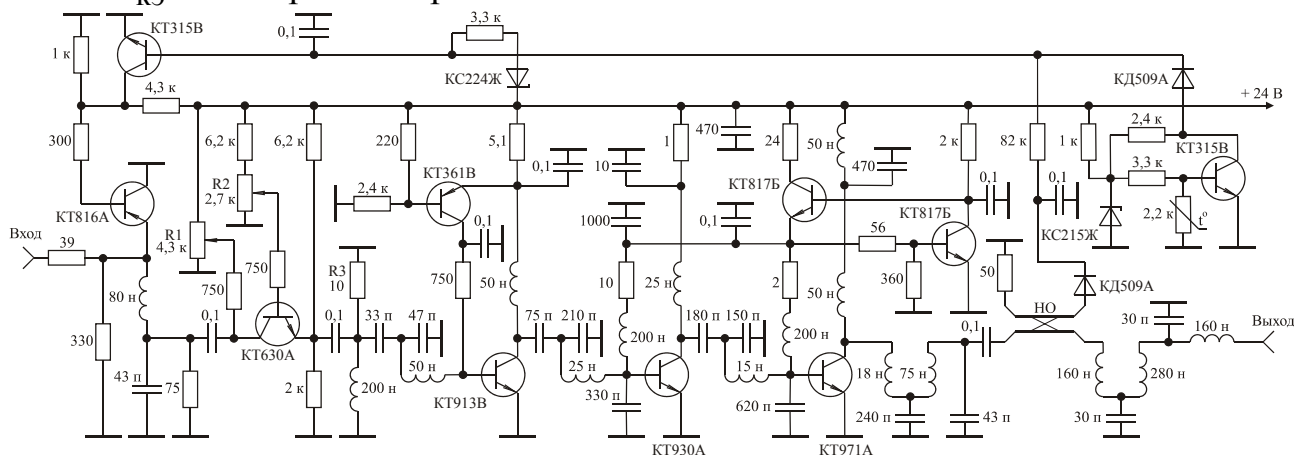 КЭ
КТ315В
1 к
0,1
3,3 к
КС224Ж
КД509А
+ 24 В
4,3 к
300
6,2 к
6,2 к
220
5,1
0,1
10
1
470
24
50 н
470
2 к
82 к
1 к
2,4 к
КТ315В
3,3 к
R2
2,7 к
2,4 к
КТ361В
КТ817Б
0,1
0,1
КТ816А
КТ817Б
КС215Ж
2,2 к
t°
Вход
39
R1
4,3 к
0,1
1000
0,1
56
750
750
R3
10
750
50 н
10
25 н
2
50 н
360
50
КД509А
80 н
НО
0,1
КТ630А
0,1
33 п
47 п
75 п
210 п
200 н
180 п
150 п
200 н
0,1
30 п
160 н
Выход
330
43 п
75
2 к
200 н
50 н
КТ913В
25 н
330 п
15 н
620 п
18 н
75 н
240 п
43 п
160 н
280 н
30 п
КТ930А
КТ971А